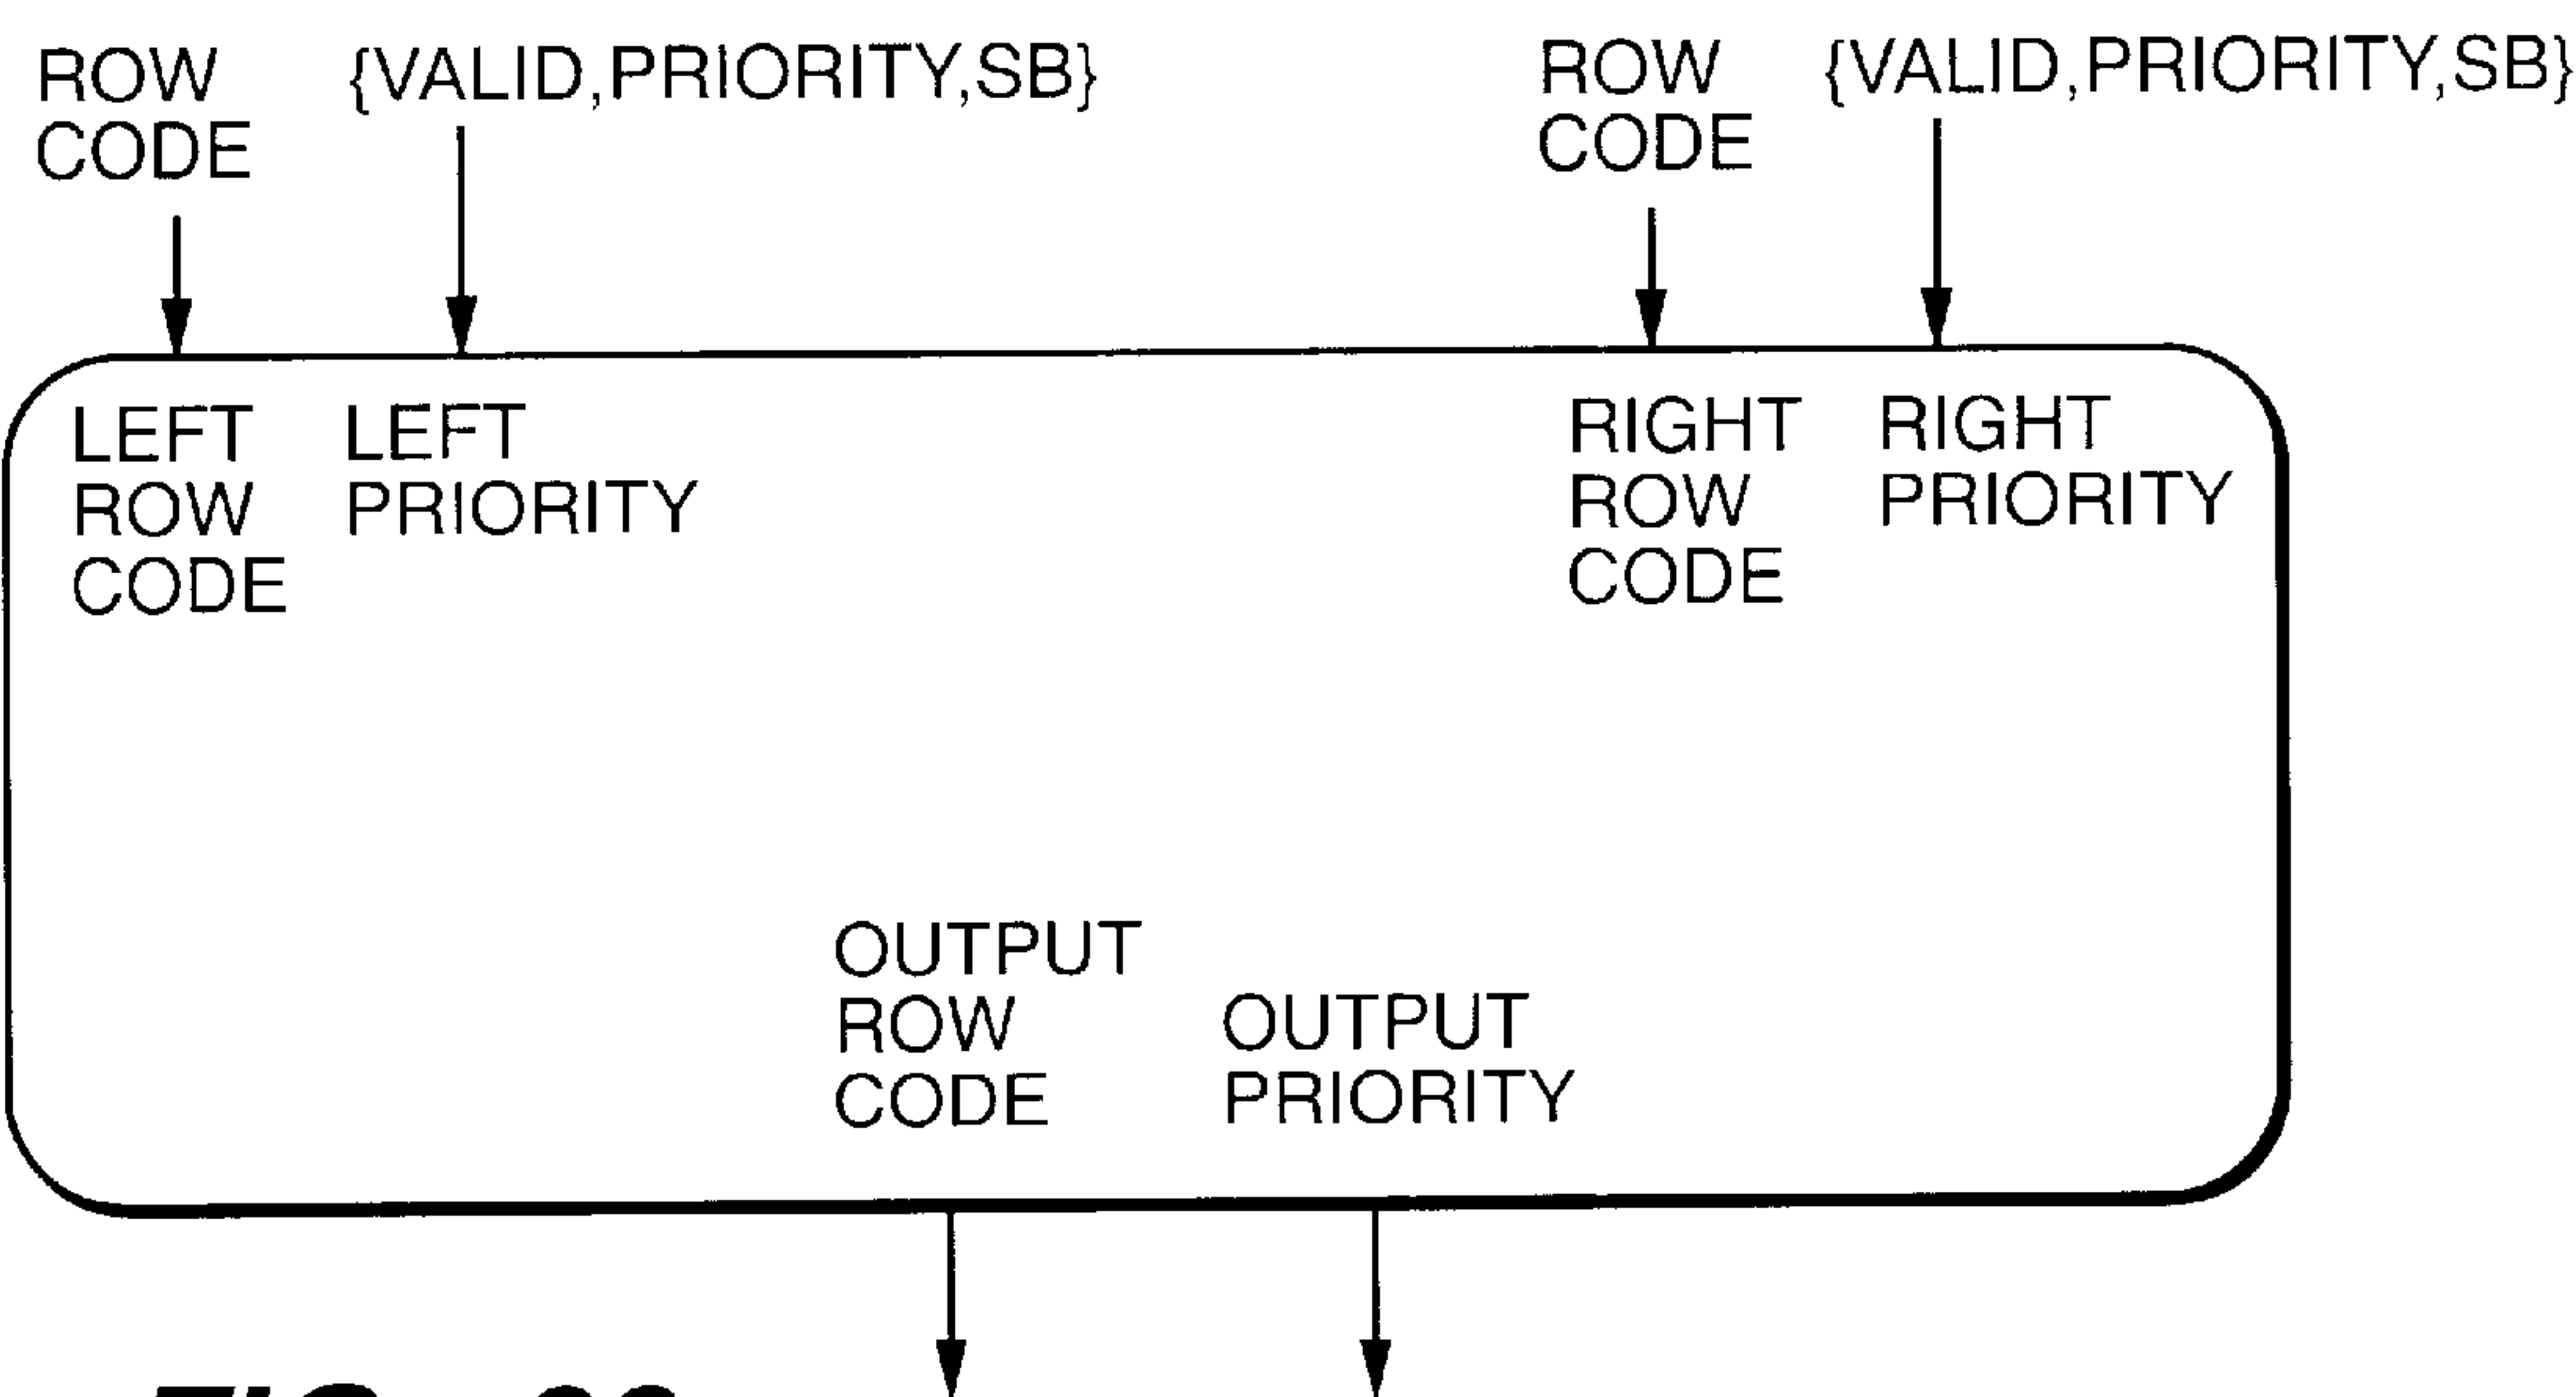 ROW
CODE
{VALID,PRIORITY,SB}
ROW
CODE
{VALID,PRIORITY,SB}
LEFT
ROW
CODE
LEFT
PRIORITY
RIGHT
ROW
CODE
RIGHT
PRIORITY
OUTPUT
ROW
CODE
OUTPUT
PRIORITY